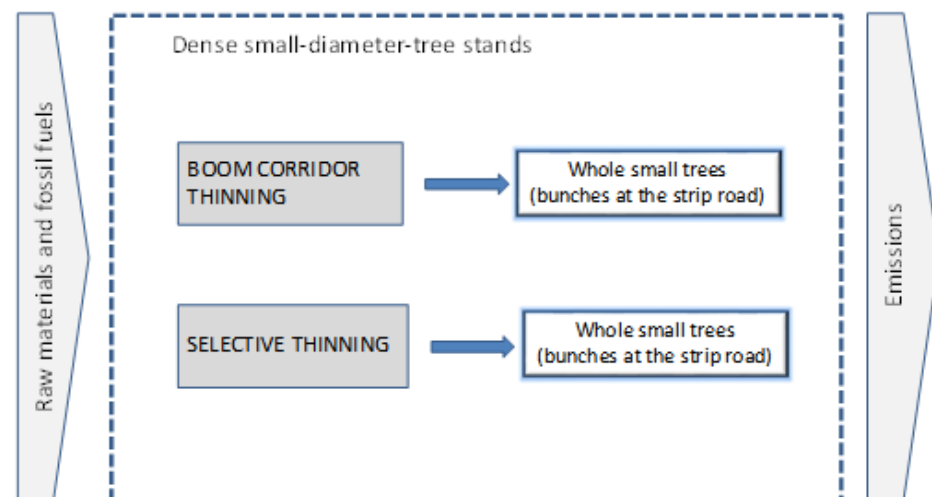 Dense small-diameter-tree stands
Raw materials and fossil fuels
BOOM CORRIDOR
THINNING
Whole small trees
(bunches at the strip road)
SELECTIVE THINNING
Whole small trees
(bunches at the strip road)
Emissions